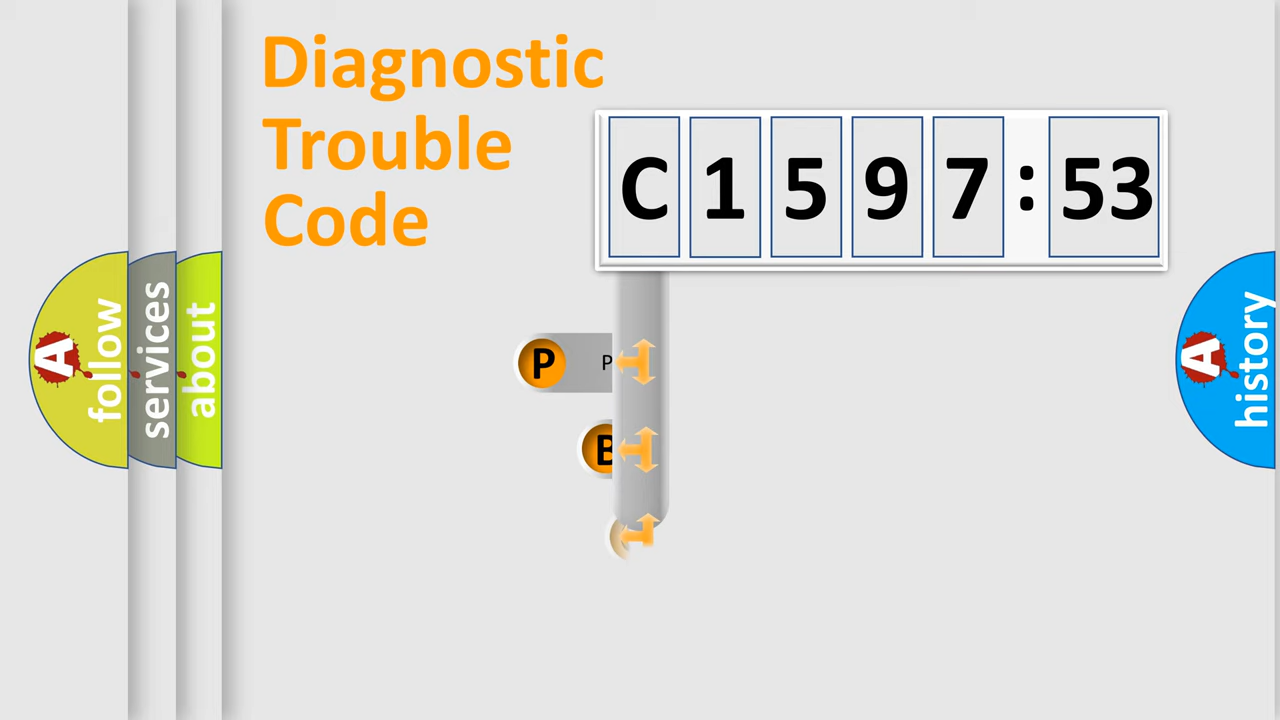 Diagnostic
Trouble
Code
C 1 5 9 7 : 53
P P
B
A follow
services
about
A history